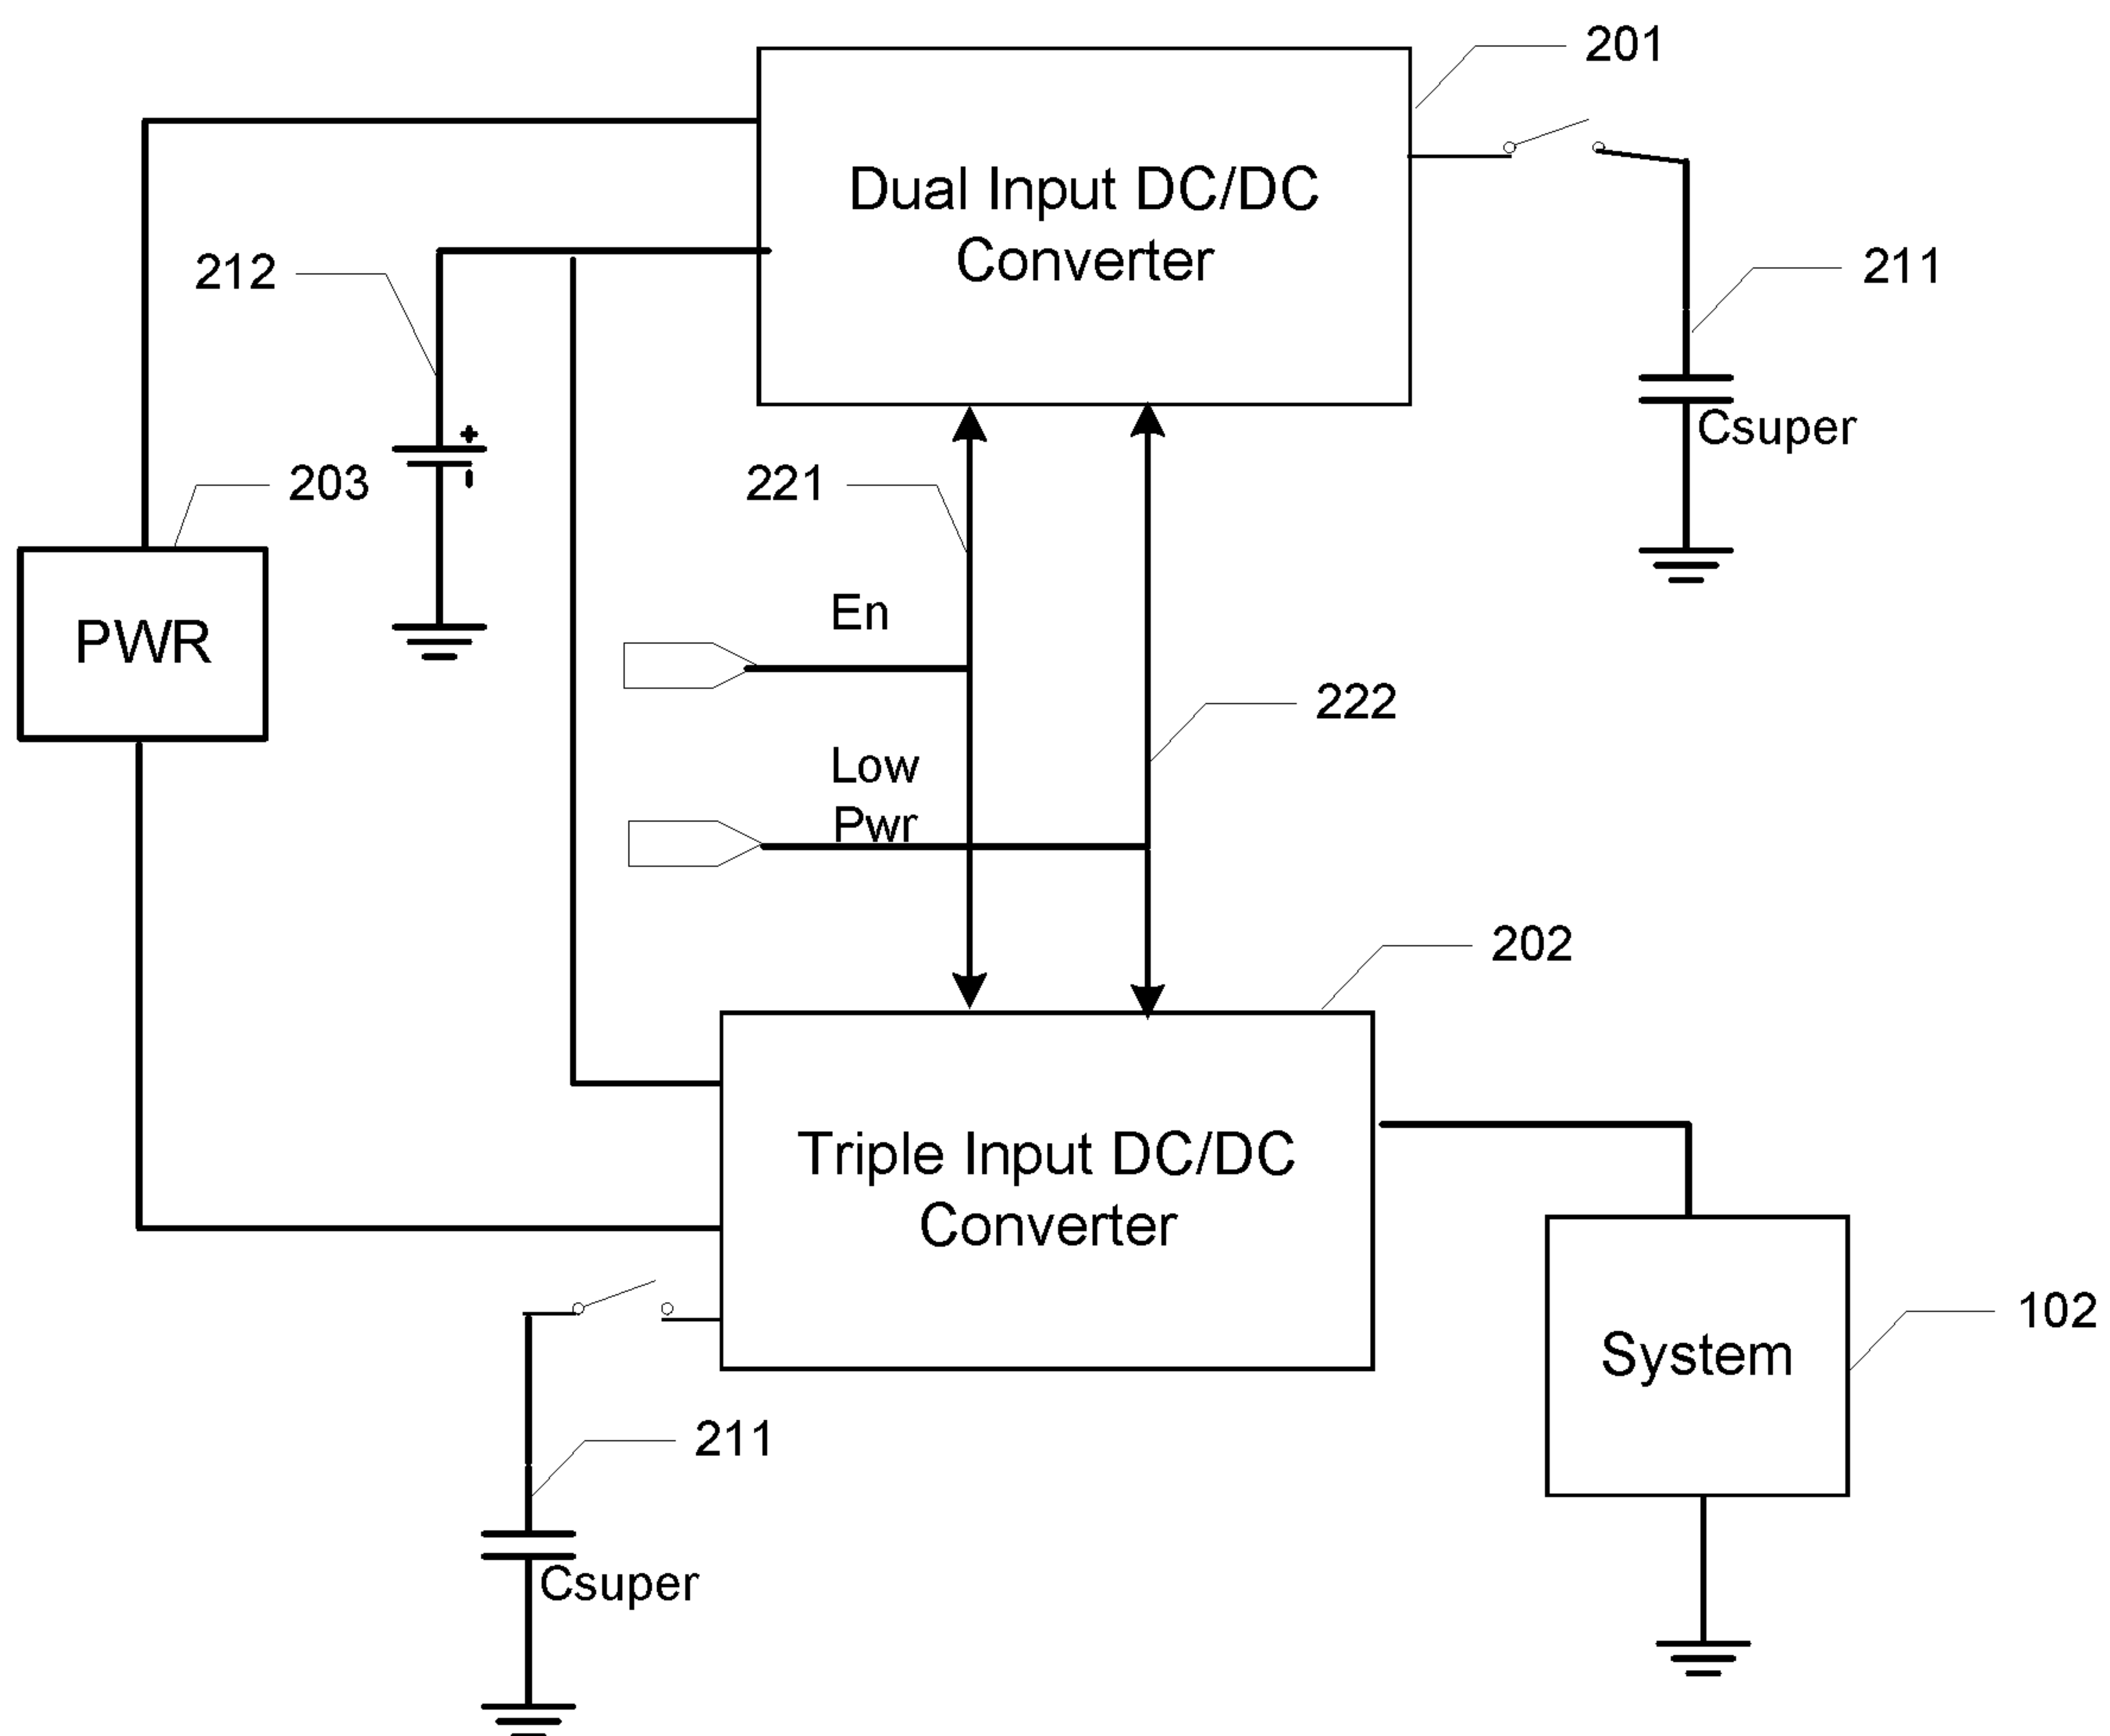 201
Dual Input DC/DC
Converter
212
211
Csuper
203
221
PWR
En
222
Low
Pwr
202
Triple Input DC/DC
Converter
System
102
211
Csuper